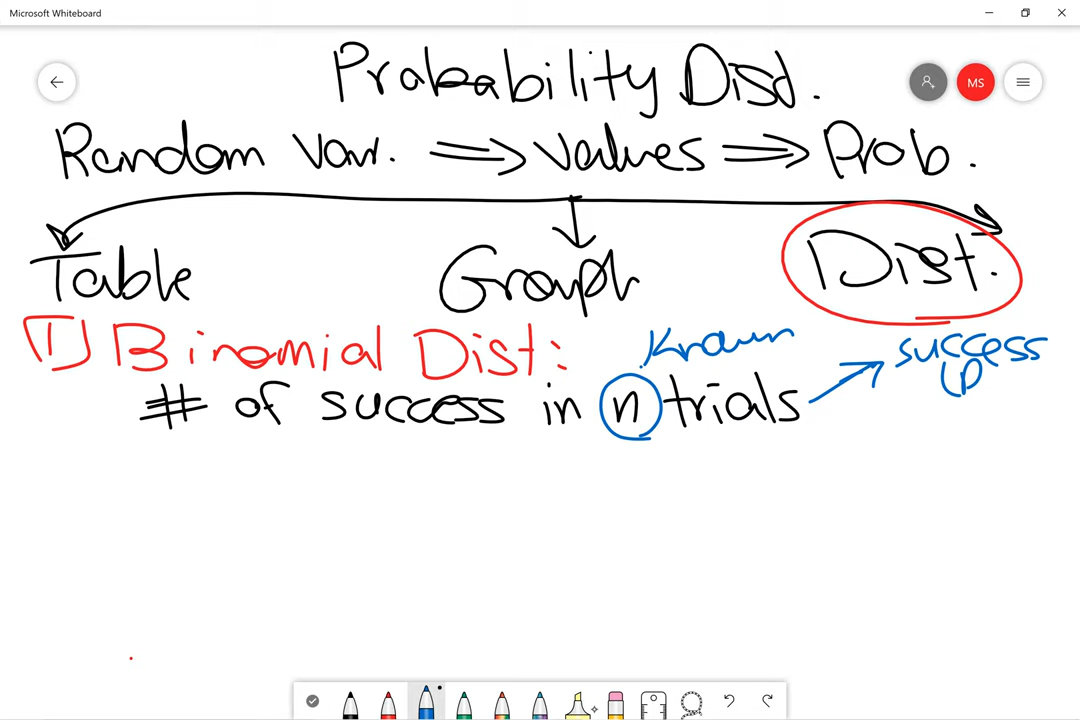 Microsoft Whiteboard
Probability Dist.
MS
Random Var. ⇒ Values ⇒ Prob.
Table Graph Dist.
1) Binomial Dist:
Known
success
(p
# of success in n trials